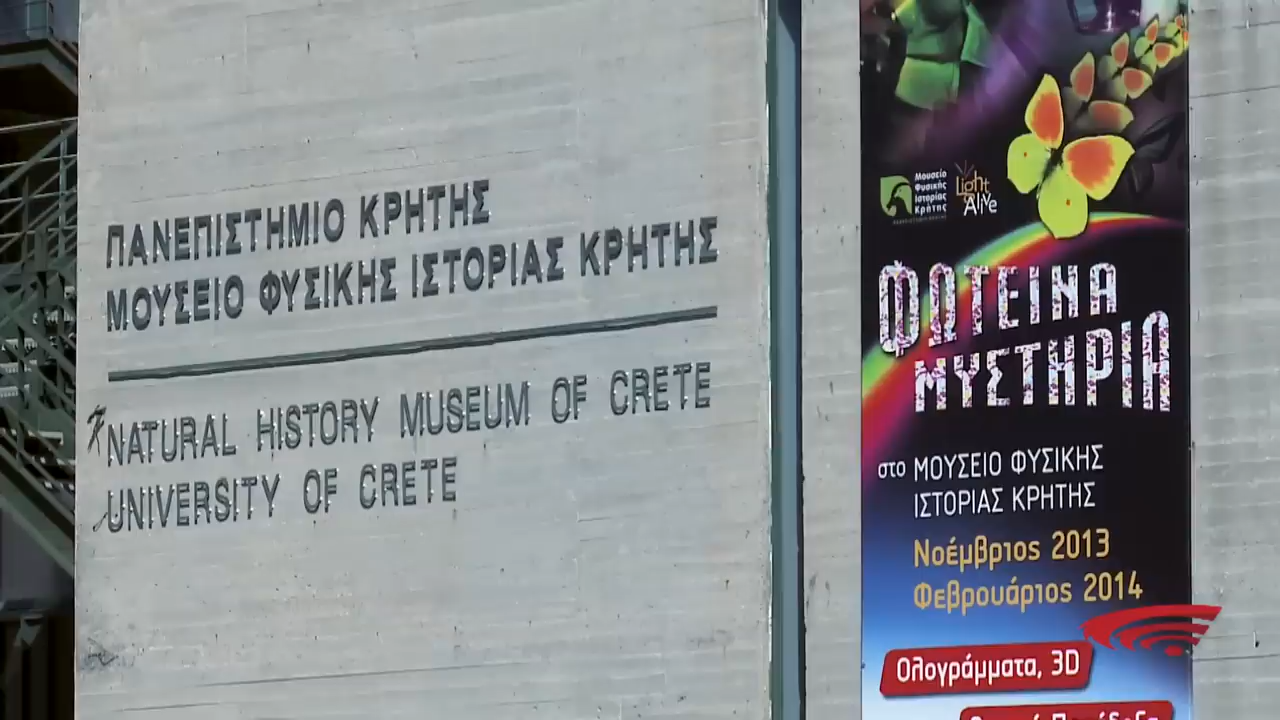 ΠΑΝΕΠΙΣΤΗΜΙΟ ΚΡΗΤΗΣ
ΜΟΥΣΕΙΟ ΦΥΣΙΚΗΣ ΙΣΤΟΡΙΑΣ ΚΡΗΤΗΣ
NATURAL HISTORY MUSEUM OF CRETE
UNIVERSITY OF CRETE
Μουσείο
Φυσικής
Ιστορίας
Κρήτης
Light
Alive
ΦΩΤΕΙΝΑ
ΜΥΣΤΗΡΙΑ
στο ΜΟΥΣΕΙΟ ΦΥΣΙΚΗΣ
ΙΣΤΟΡΙΑΣ ΚΡΗΤΗΣ
Νοέμβριος 2013
Φεβρουάριος 2014
Ολογράμματα, 3D